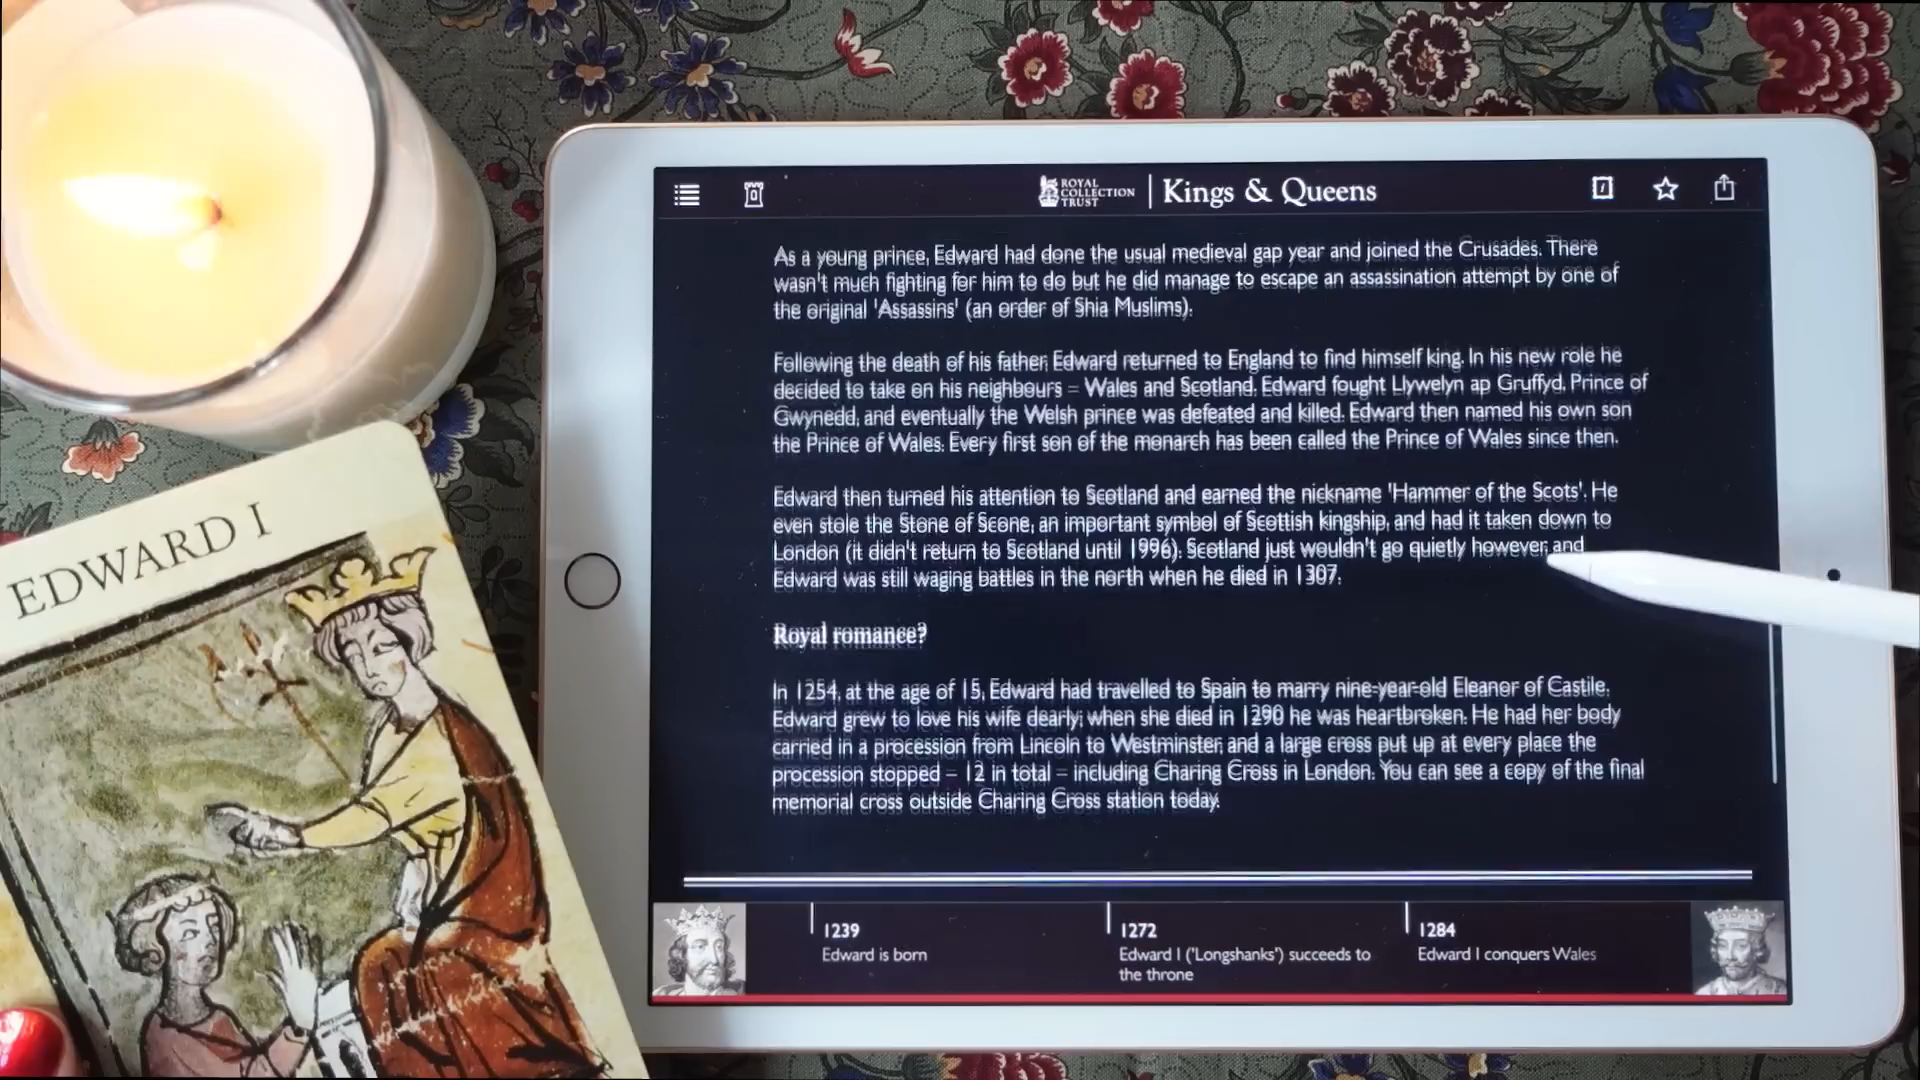 ROYAL
COLLECTION
TRUST
Kings & Queens
As a young prince, Edward had done the usual medieval gap year and joined the Crusades. There
wasn't much fighting for him to do but he did manage to escape an assassination attempt by one of
the original 'Assassins' (an order of Shia Muslims).
Following the death of his father, Edward returned to England to find himself king. In his new role he
decided to take on his neighbours – Wales and Scotland. Edward fought Llywelyn ap Gruffyd, Prince of
Gwynedd, and eventually the Welsh prince was defeated and killed. Edward then named his own son
the Prince of Wales. Every first son of the monarch has been called the Prince of Wales since then.
Edward then turned his attention to Scotland and earned the nickname 'Hammer of the Scots'. He
even stole the Stone of Scone, an important symbol of Scottish kingship, and had it taken down to
London (it didn't return to Scotland until 1996). Scotland just wouldn't go quietly however, and
Edward was still waging battles in the north when he died in 1307.
Royal romance?
In 1254, at the age of 15, Edward had travelled to Spain to marry nine-year-old Eleanor of Castile.
Edward grew to love his wife dearly; when she died in 1290 he was heartbroken. He had her body
carried in a procession from Lincoln to Westminster, and a large cross put up at every place the
procession stopped – 12 in total – including Charing Cross in London. You can see a copy of the final
memorial cross outside Charing Cross station today.
1239
Edward is born
1272
Edward I ('Longshanks') succeeds to
the throne
1284
Edward I conquers Wales
EDWARD I